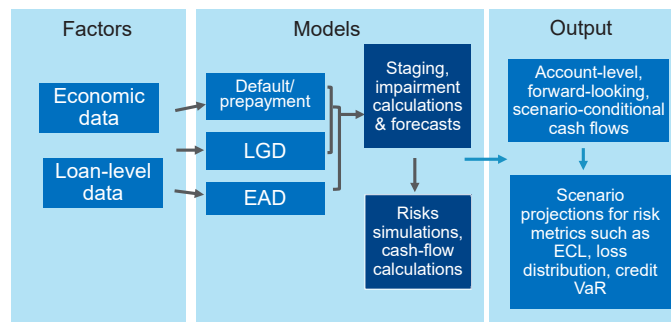 Factors
Economic
data
Loan-level
data
Models
Default/
prepayment
LGD
EAD
Staging,
impairment
calculations
& forecasts
Risks
simulations,
cash-flow
calculations
Output
Account-level,
forward-looking,
scenario-conditional
cash flows
Scenario
projections for risk
metrics such as
ECL, loss
distribution, credit
VaR